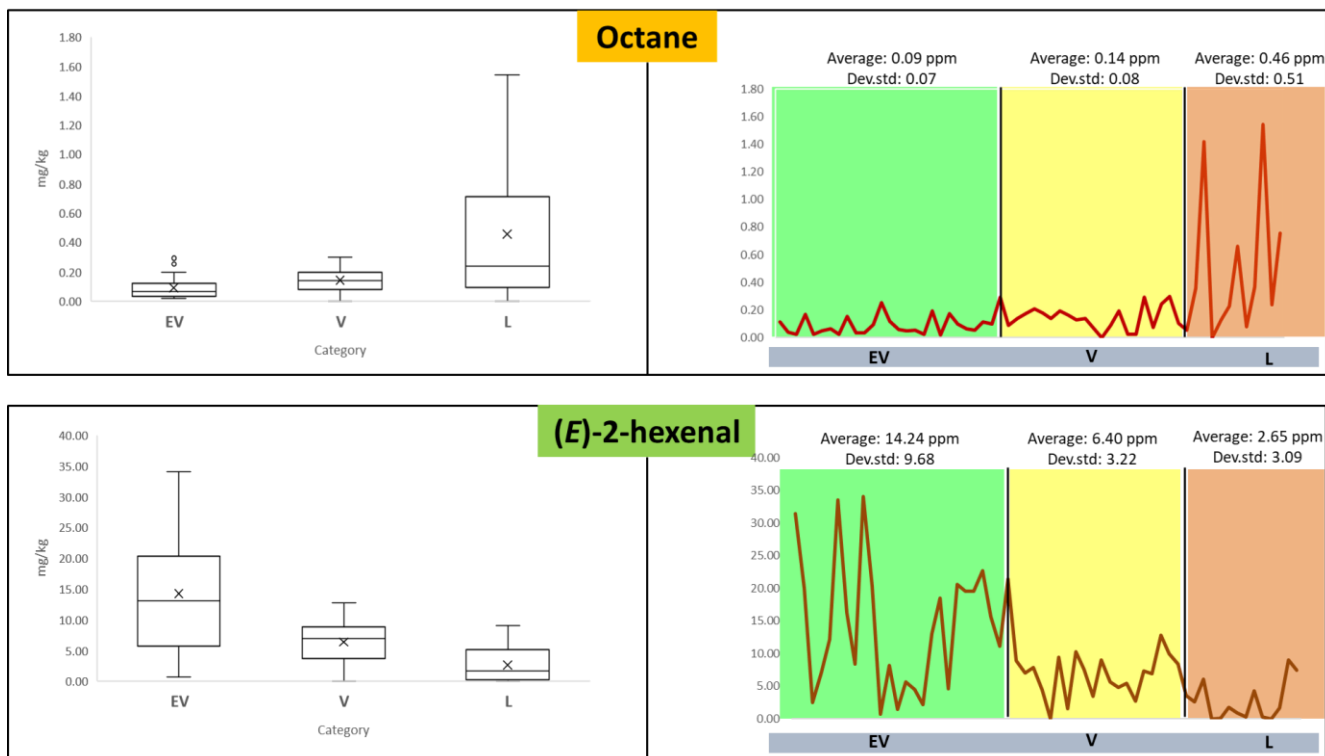 Octane
1.80
1.60
1.40
1.20
1.00
0.80
0.60
0.40
0.20
0.00
mg/kg
EV V L
Category
Average: 0.09 ppm
Dev.std: 0.07
Average: 0.14 ppm
Dev.std: 0.08
Average: 0.46 ppm
Dev.std: 0.51
1.80
1.60
1.40
1.20
1.00
0.80
0.60
0.40
0.20
0.00
EV V L
(E)-2-hexenal
40.00
35.00
30.00
25.00
20.00
15.00
10.00
5.00
0.00
mg/kg
EV V L
Category
Average: 14.24 ppm
Dev.std: 9.68
Average: 6.40 ppm
Dev.std: 3.22
Average: 2.65 ppm
Dev.std: 3.09
40.00
35.00
30.00
25.00
20.00
15.00
10.00
5.00
0.00
EV V L